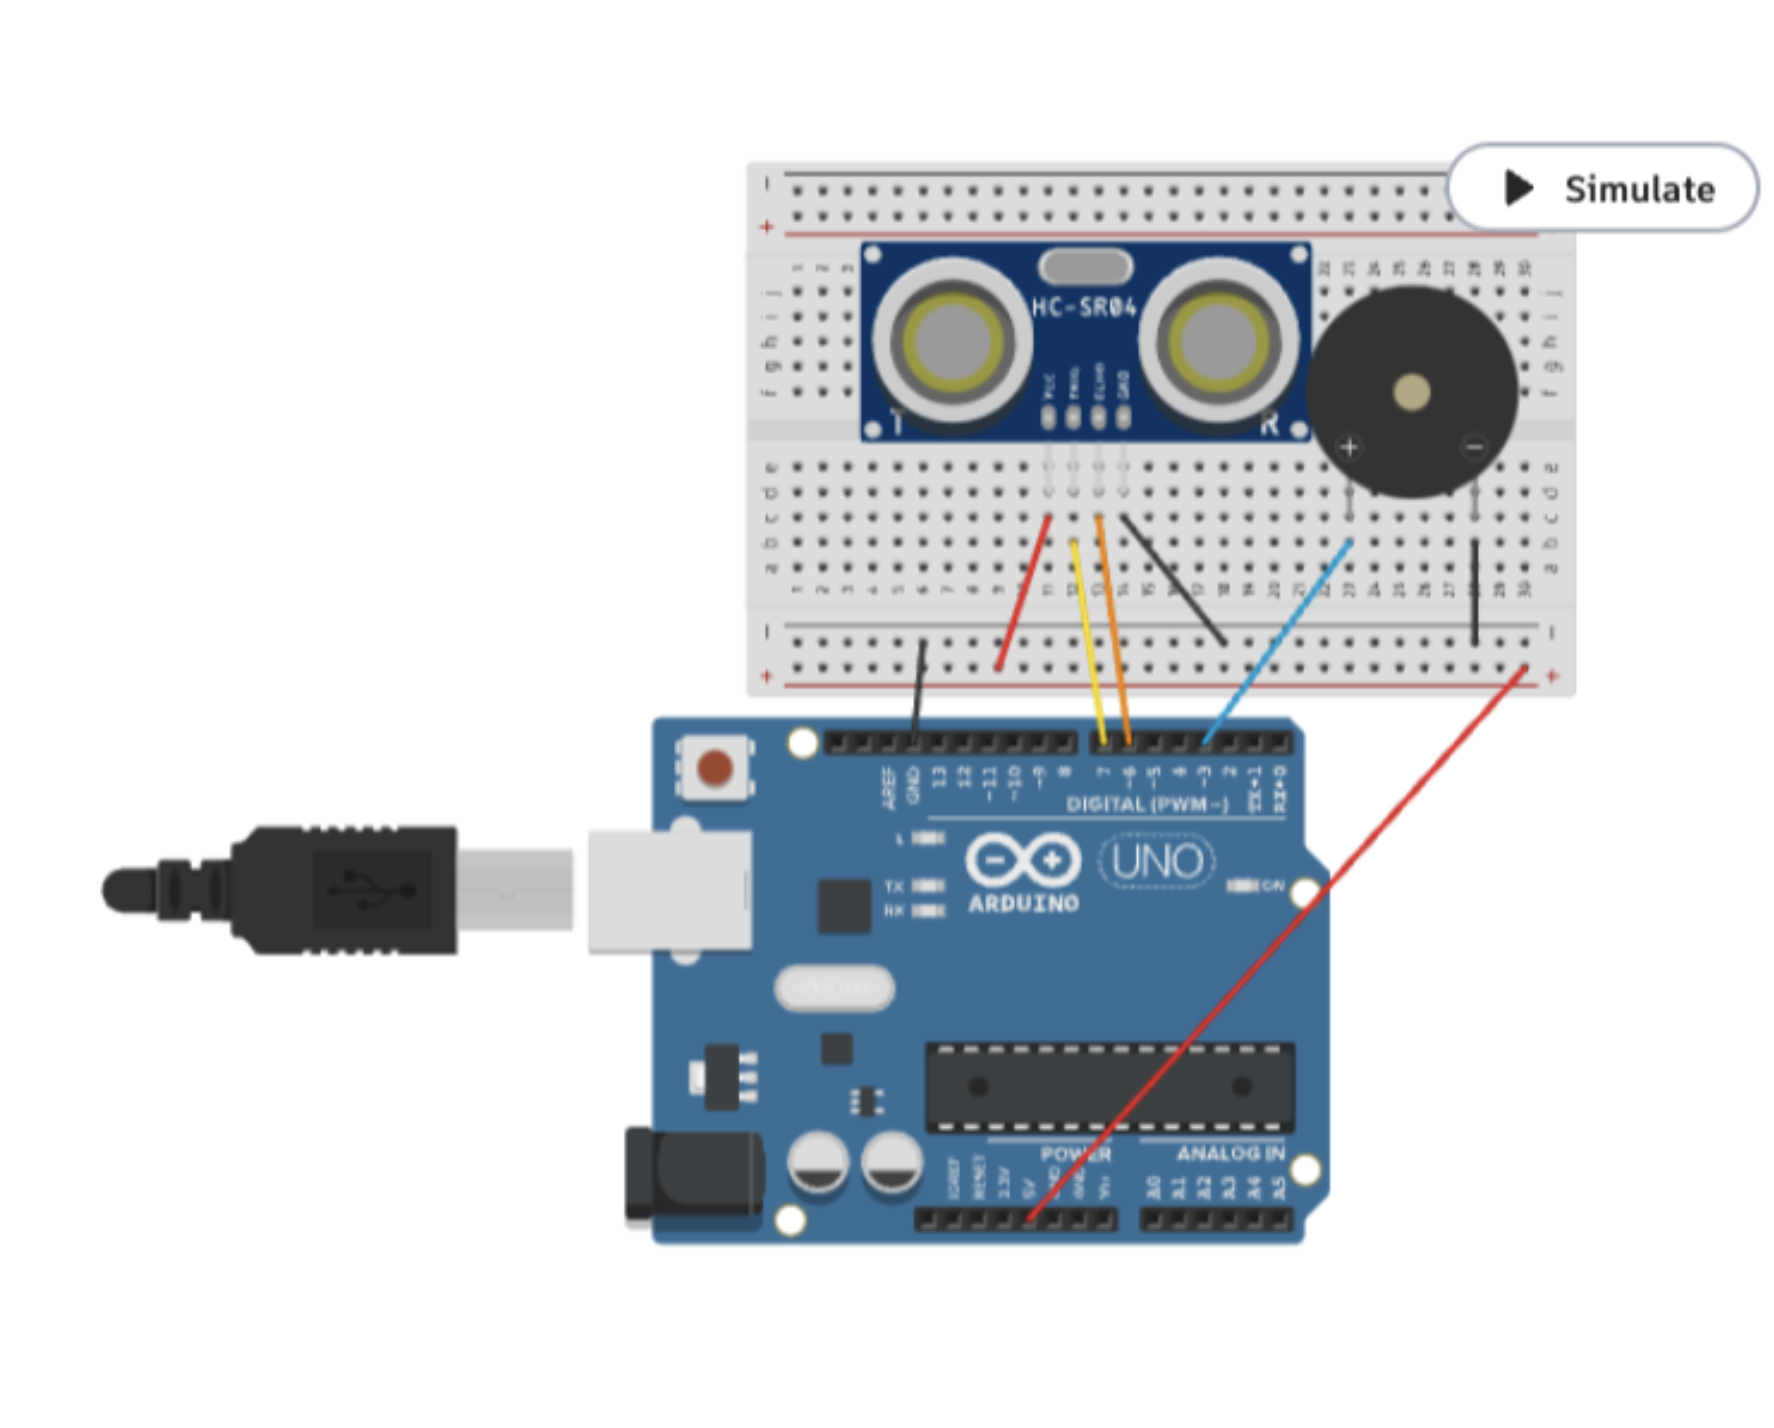 Simulate
HC-SR04
VCC TRIG ECHO GND
T R
+ −
AREF GND 13 12 ~11 ~10 ~9 8 7 ~6 ~5 4 ~3 2 TX→1 RX←0
DIGITAL (PWM~)
L
UNO
TX
RX
ON
ARDUINO
POWER ANALOG IN
IOREF RESET 3.3V 5V GND GND Vin A0 A1 A2 A3 A4 A5